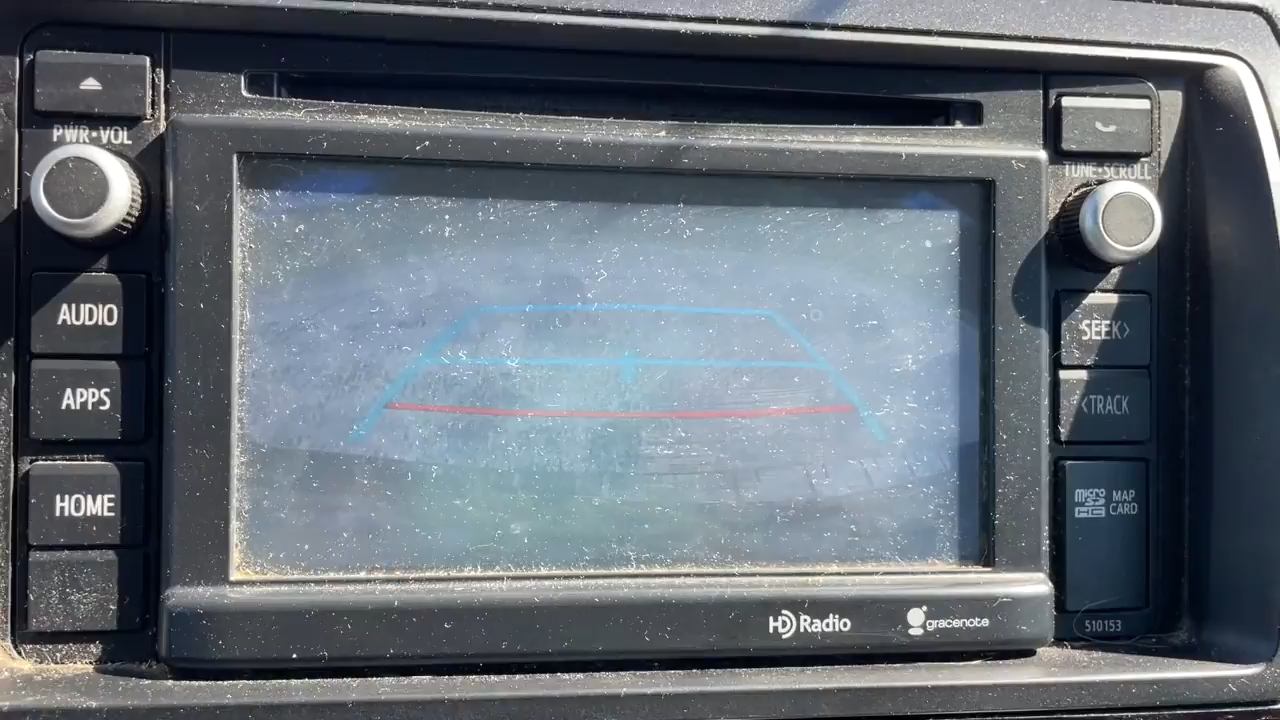 PWR•VOL
AUDIO
APPS
HOME
TUNE•SCROLL
SEEK>
<TRACK
micro SD HC
MAP CARD
HD Radio
gracenote
510153